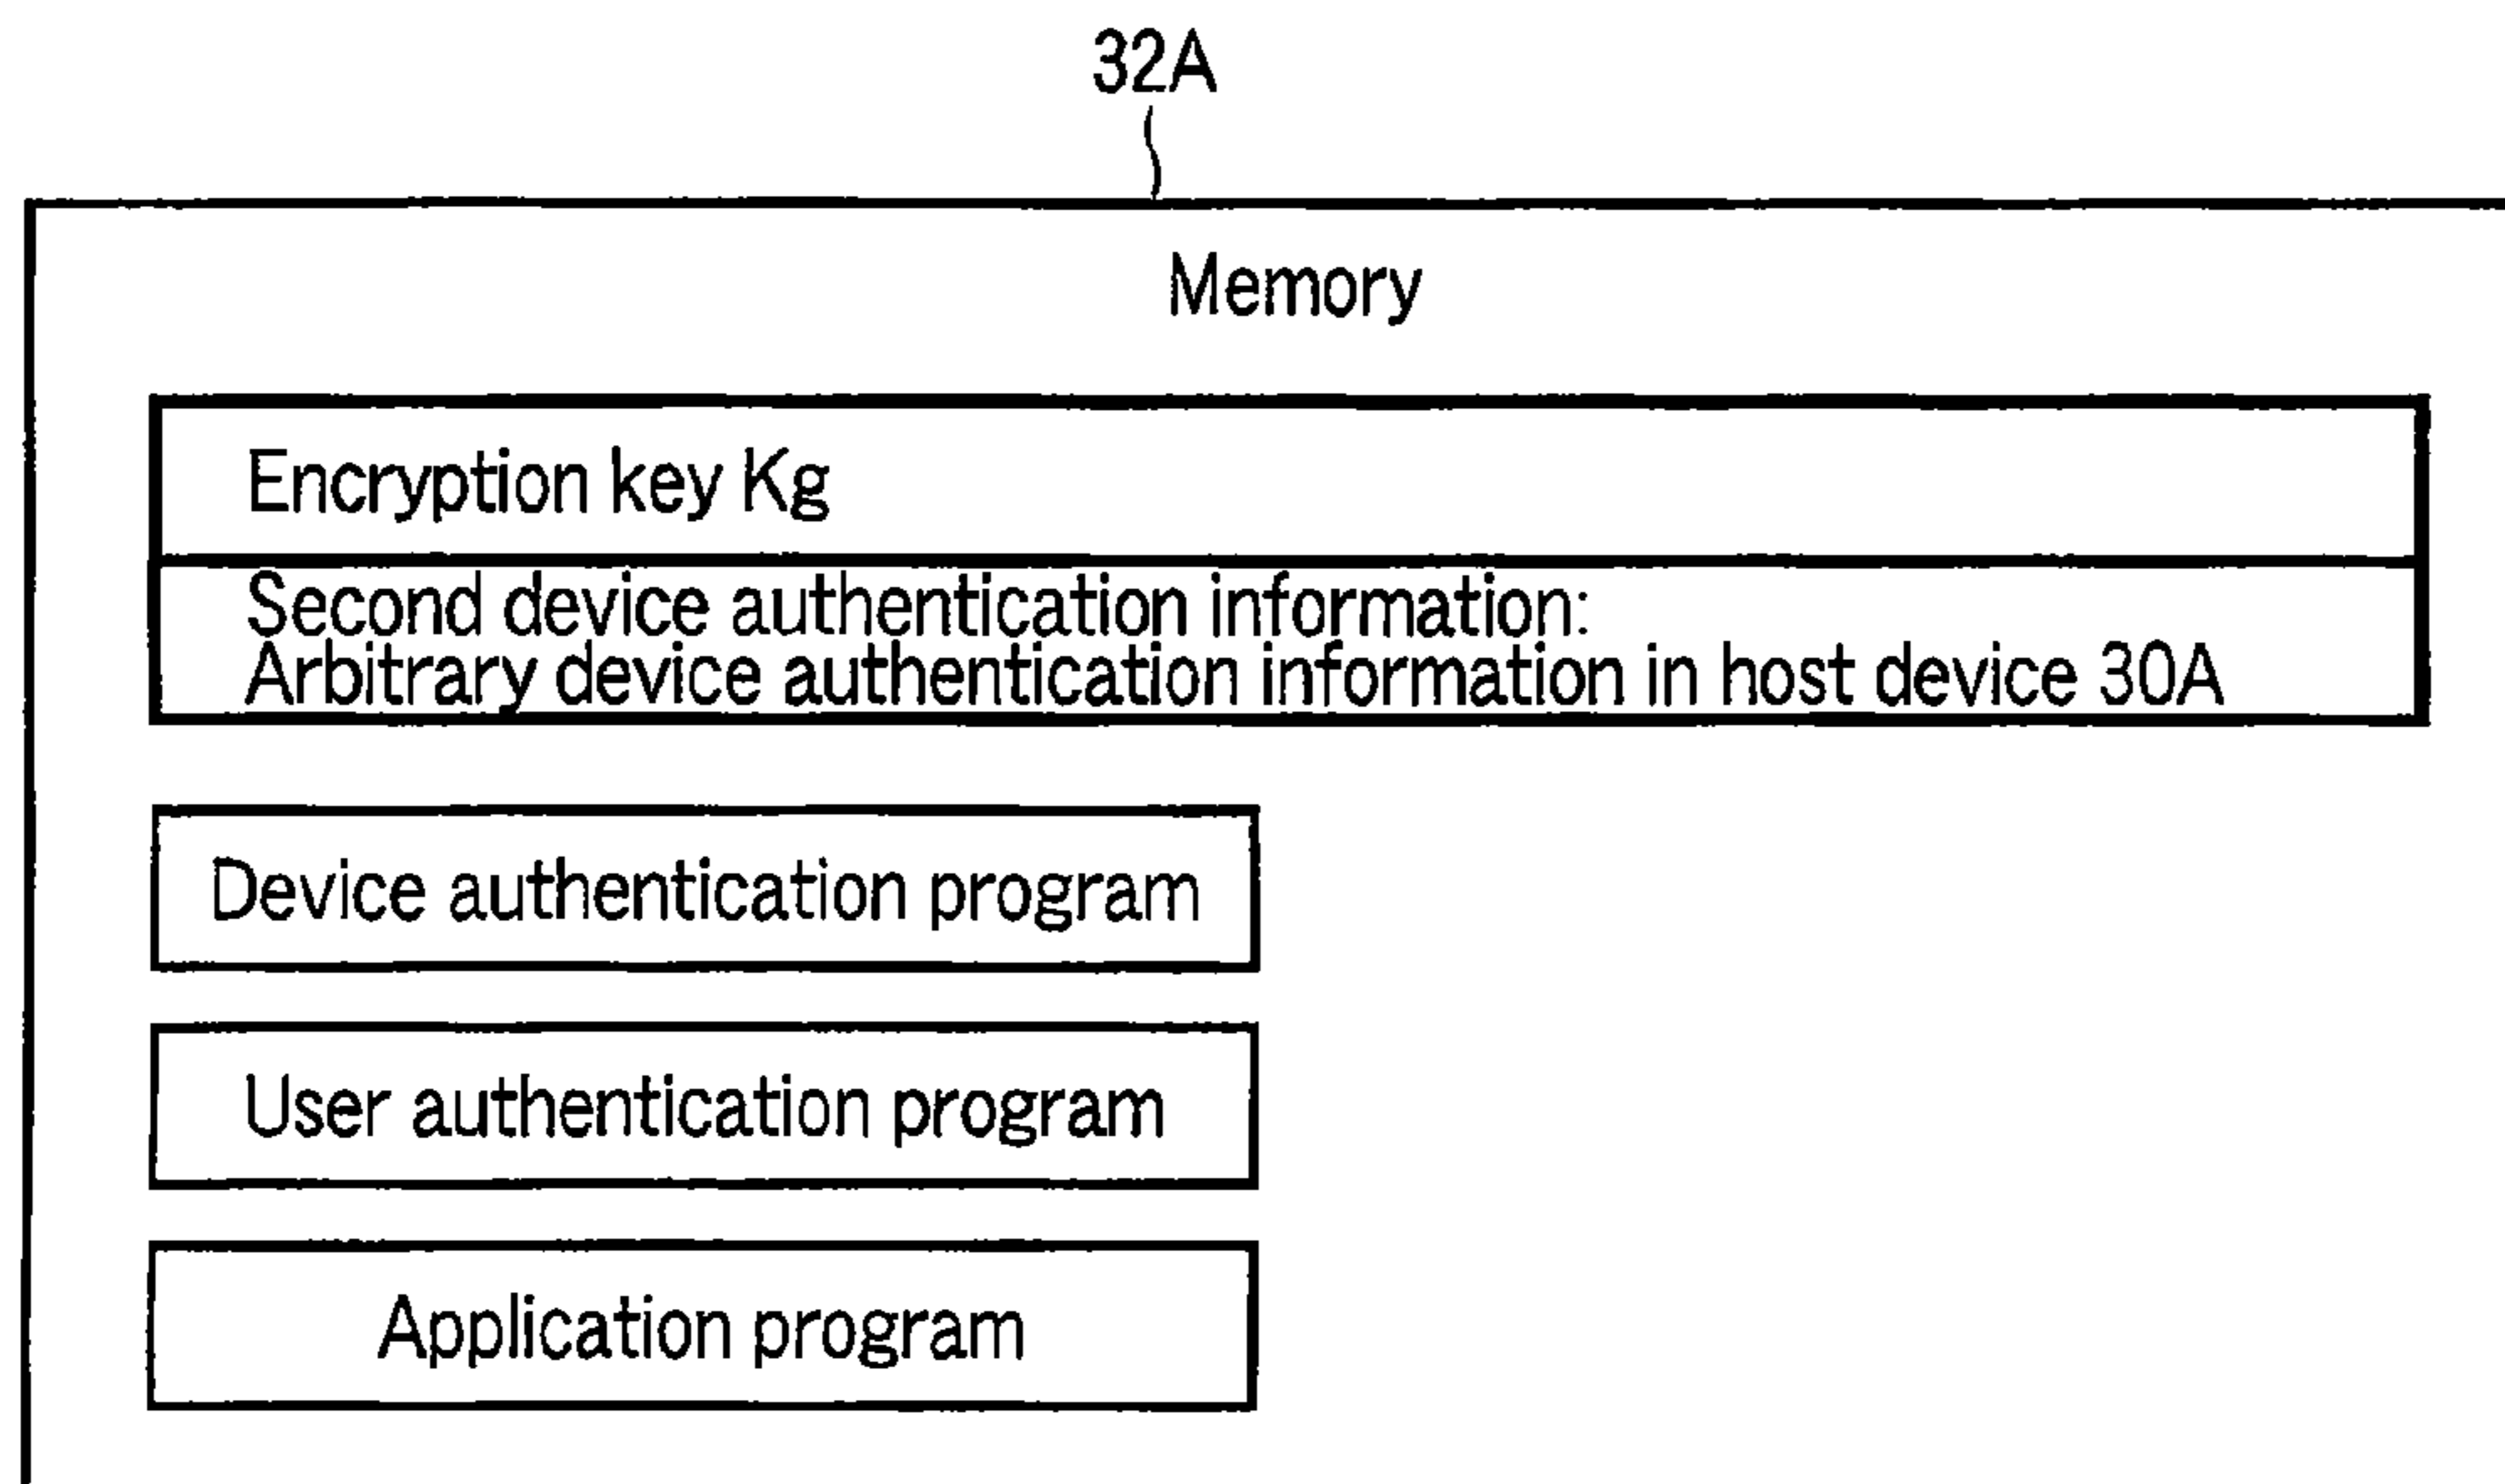 32A
Memory
Encryption key Kg
Second device authentication information:
Arbitrary device authentication information in host device 30A
Device authentication program
User authentication program
Application program